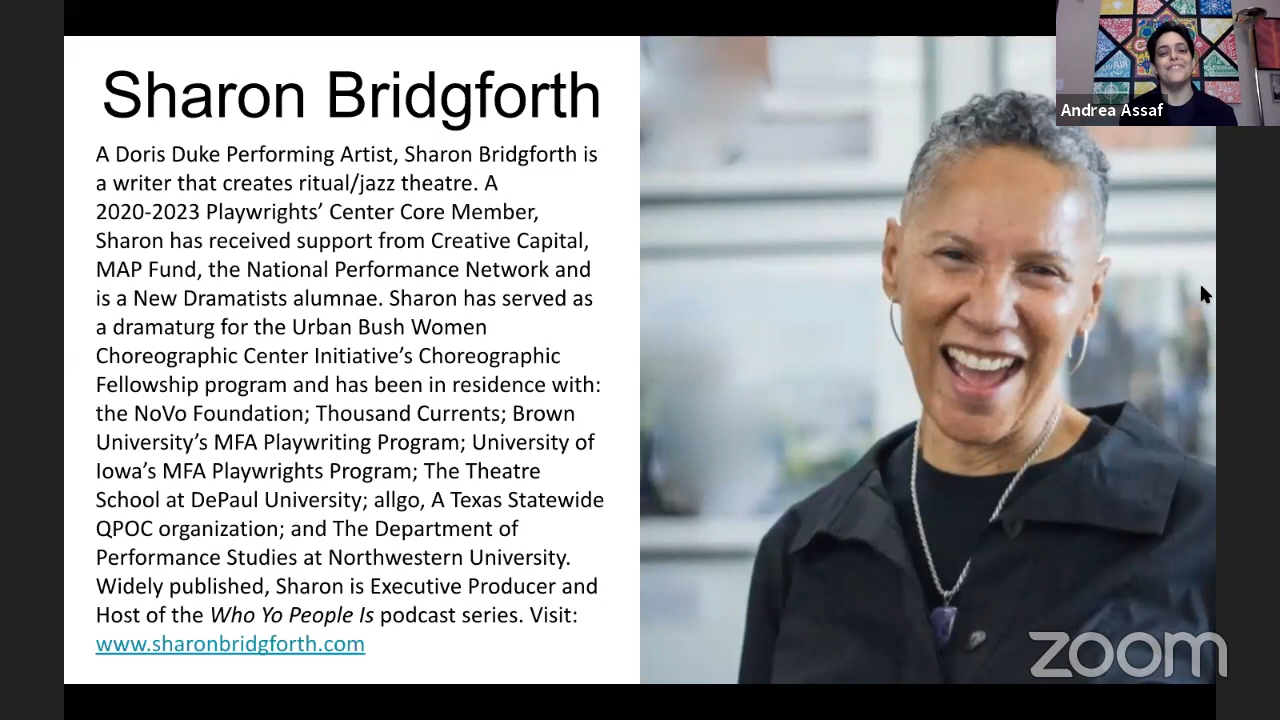 Sharon Bridgforth
A Doris Duke Performing Artist, Sharon Bridgforth is
a writer that creates ritual/jazz theatre. A
2020-2023 Playwrights’ Center Core Member,
Sharon has received support from Creative Capital,
MAP Fund, the National Performance Network and
is a New Dramatists alumnae. Sharon has served as
a dramaturg for the Urban Bush Women
Choreographic Center Initiative’s Choreographic
Fellowship program and has been in residence with:
the NoVo Foundation; Thousand Currents; Brown
University’s MFA Playwriting Program; University of
Iowa’s MFA Playwrights Program; The Theatre
School at DePaul University; allgo, A Texas Statewide
QPOC organization; and The Department of
Performance Studies at Northwestern University.
Widely published, Sharon is Executive Producer and
Host of the Who Yo People Is podcast series. Visit:
www.sharonbridgforth.com
Andrea Assaf
zoom